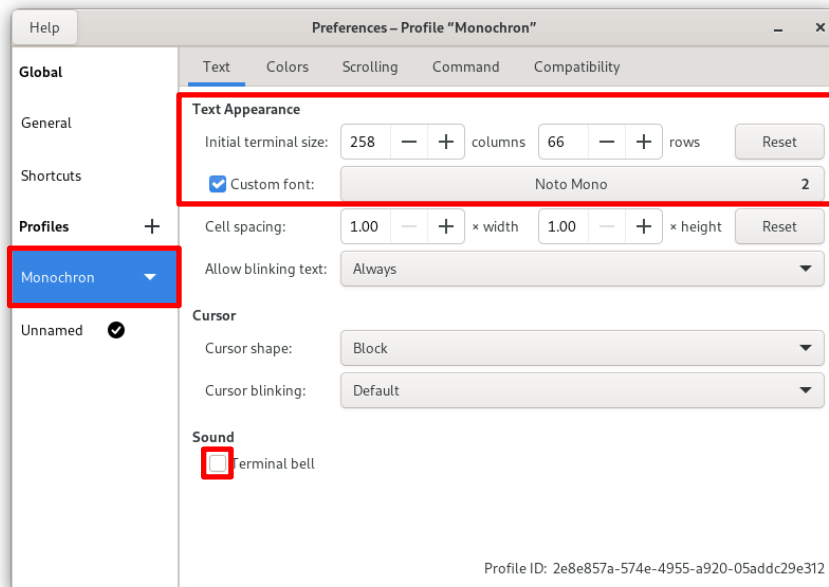 Help Preferences – Profile “Monochron”
Global
General
Shortcuts
Profiles
Monochron
Unnamed
Text Colors Scrolling Command Compatibility
Text Appearance
Initial terminal size: 258 columns 66 rows Reset
Custom font: Noto Mono 2
Cell spacing: 1.00 × width 1.00 × height Reset
Allow blinking text: Always
Cursor
Cursor shape: Block
Cursor blinking: Default
Sound
Terminal bell
Profile ID: 2e8e857a-574e-4955-a920-05addc29e312